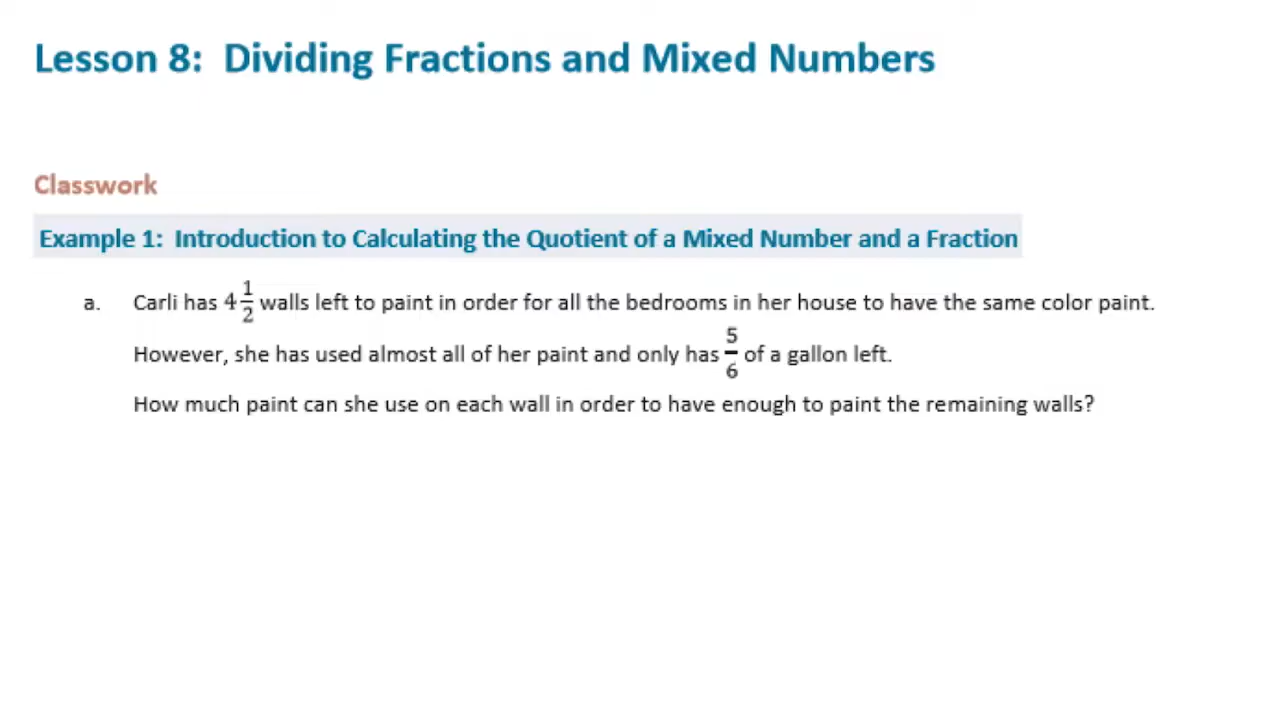 Lesson 8:  Dividing Fractions and Mixed Numbers
Classwork
Example 1:  Introduction to Calculating the Quotient of a Mixed Number and a Fraction
a. Carli has 4 1/2 walls left to paint in order for all the bedrooms in her house to have the same color paint.
However, she has used almost all of her paint and only has 5/6 of a gallon left.
How much paint can she use on each wall in order to have enough to paint the remaining walls?